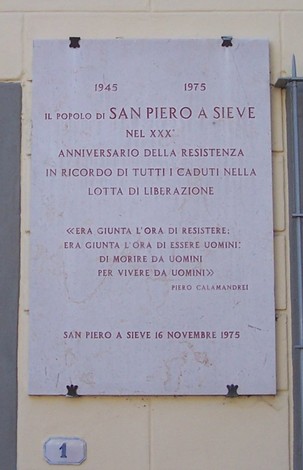 1945 1975
IL POPOLO DI SAN PIERO A SIEVE
NEL XXX°
ANNIVERSARIO DELLA RESISTENZA
IN RICORDO DI TUTTI I CADUTI NELLA
LOTTA DI LIBERAZIONE
«ERA GIUNTA L'ORA DI RESISTERE;
ERA GIUNTA L'ORA DI ESSERE UOMINI:
DI MORIRE DA UOMINI
PER VIVERE DA UOMINI»
PIERO CALAMANDREI
SAN PIERO A SIEVE 16 NOVEMBRE 1975
1